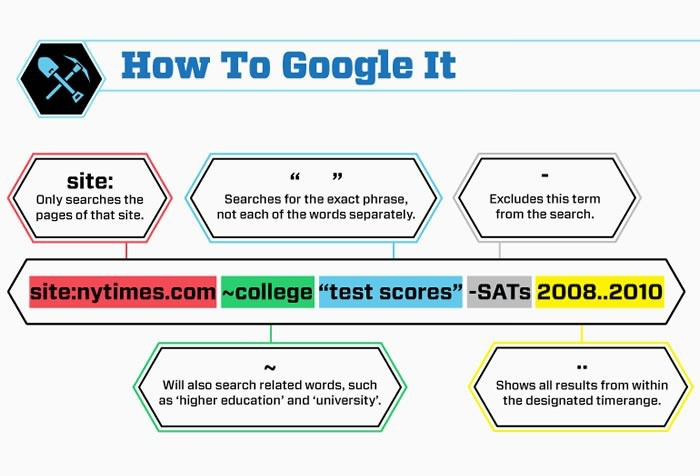 How To Google It
site:
Only searches the
pages of that site.
“ ”
Searches for the exact phrase,
not each of the words separately.
-
Excludes this term
from the search.
site:nytimes.com ~college “test scores” -SATs 2008..2010
~
Will also search related words, such
as ‘higher education’ and ‘university’.
..
Shows all results from within
the designated timerange.